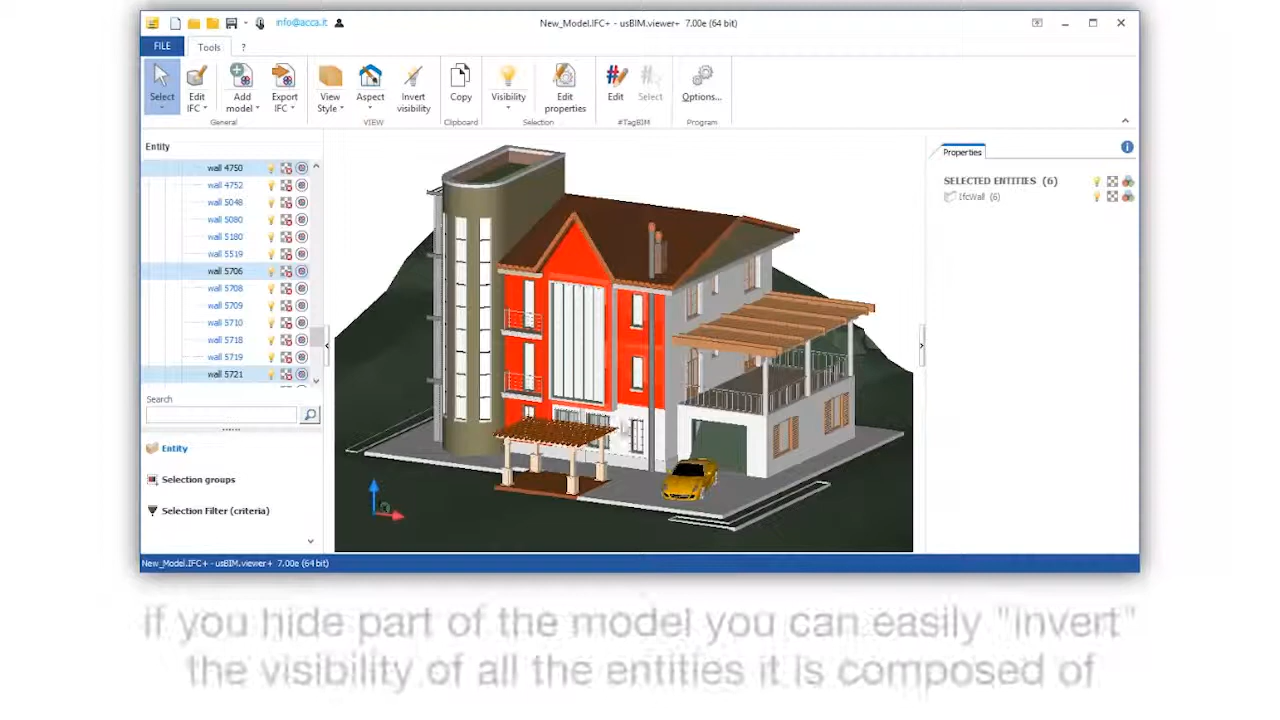 info@acca.it
New_Model.IFC+ - usBIM.viewer+ 7.00e (64 bit)
FILE
Tools
?
Select
Edit IFC
Add model
Export IFC
View Style
Aspect
Invert visibility
Copy
Visibility
Edit properties
Edit
Select
Options...
General
VIEW
Clipboard
Selection
#TagBIM
Program
Entity
wall 4750
wall 4752
wall 5048
wall 5080
wall 5180
wall 5519
wall 5706
wall 5708
wall 5709
wall 5710
wall 5718
wall 5719
wall 5721
Search
Entity
Selection groups
Selection Filter (criteria)
Properties
SELECTED ENTITIES (6)
IfcWall (6)
New_Model.IFC+ - usBIM.viewer+ 7.00e (64 bit)
if you hide part of the model you can easily "invert"
the visibility of all the entities it is composed of